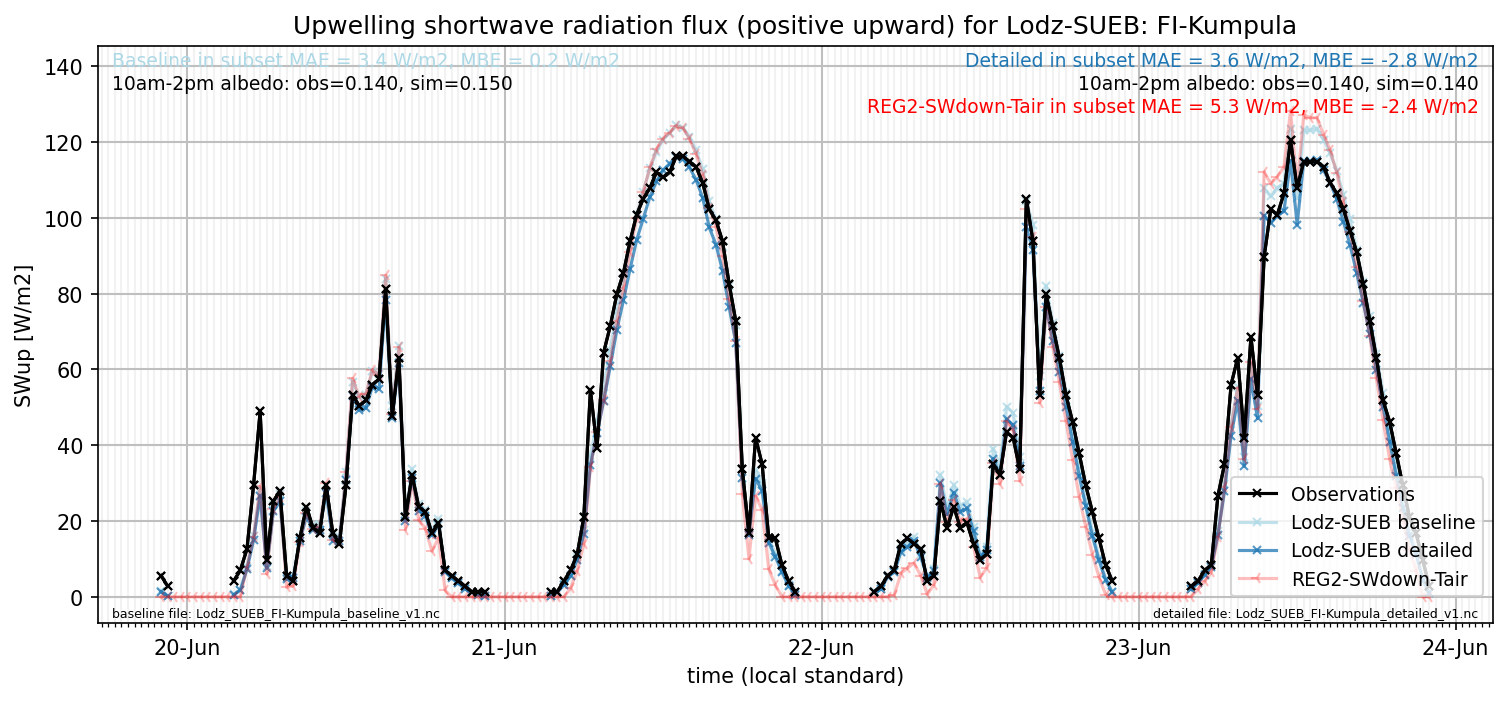 Upwelling shortwave radiation flux (positive upward) for Lodz-SUEB: FI-Kumpula
Baseline in subset MAE = 3.4 W/m2, MBE = 0.2 W/m2
10am-2pm albedo: obs=0.140, sim=0.150
Detailed in subset MAE = 3.6 W/m2, MBE = -2.8 W/m2
10am-2pm albedo: obs=0.140, sim=0.140
REG2-SWdown-Tair in subset MAE = 5.3 W/m2, MBE = -2.4 W/m2
SWup [W/m2]
140
120
100
80
60
40
20
0
Observations
Lodz-SUEB baseline
Lodz-SUEB detailed
REG2-SWdown-Tair
baseline file: Lodz_SUEB_FI-Kumpula_baseline_v1.nc
detailed file: Lodz_SUEB_FI-Kumpula_detailed_v1.nc
20-Jun 21-Jun 22-Jun 23-Jun 24-Jun
time (local standard)